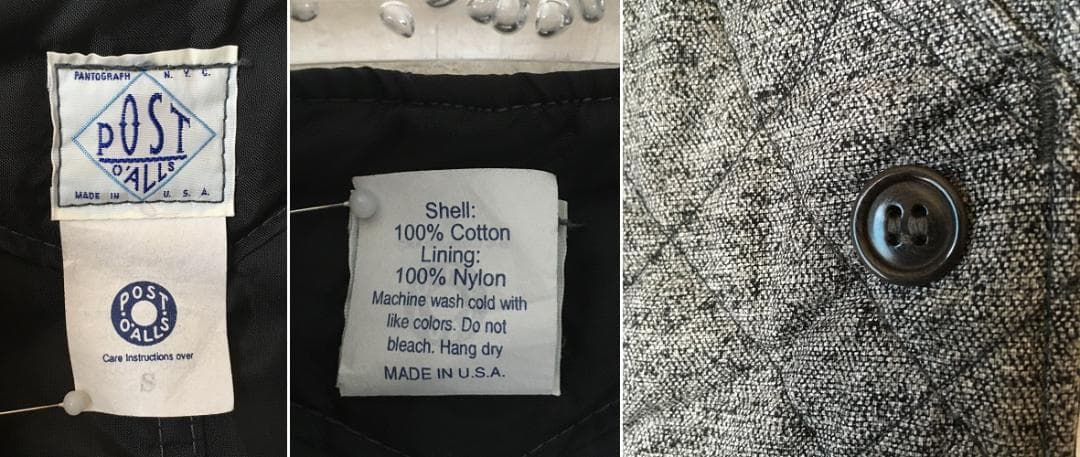 PANTOGRAPH N. Y. C.
POST
O'ALLS
MADE IN U. S. A.
POST
O'ALLS
Care Instructions over
S
Shell:
100% Cotton
Lining:
100% Nylon
Machine wash cold with
like colors. Do not
bleach. Hang dry
MADE IN U.S.A.